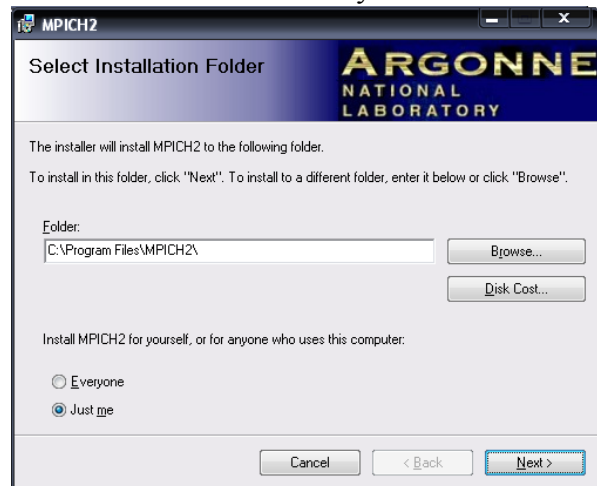 MPICH2
Select Installation Folder
ARGONNE
NATIONAL
LABORATORY
The installer will install MPICH2 to the following folder.
To install in this folder, click "Next". To install to a different folder, enter it below or click "Browse".
Folder:
C:\Program Files\MPICH2\
Browse...
Disk Cost...
Install MPICH2 for yourself, or for anyone who uses this computer:
Everyone
Just me
Cancel
< Back
Next >